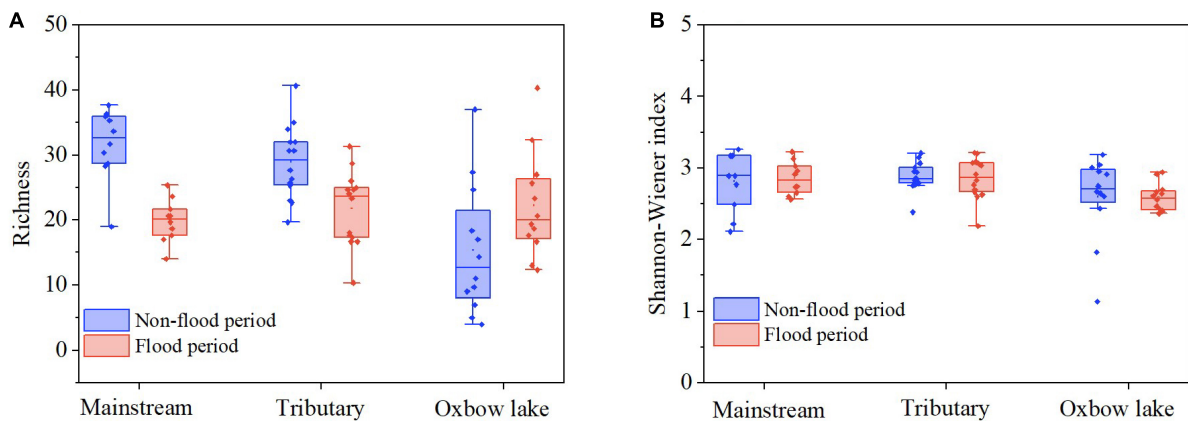 A
Richness
50
40
30
20
10
0
Non-flood period
Flood period
Mainstream
Tributary
Oxbow lake
B
Shannon-Wiener index
5
4
3
2
1
0
Non-flood period
Flood period
Mainstream
Tributary
Oxbow lake